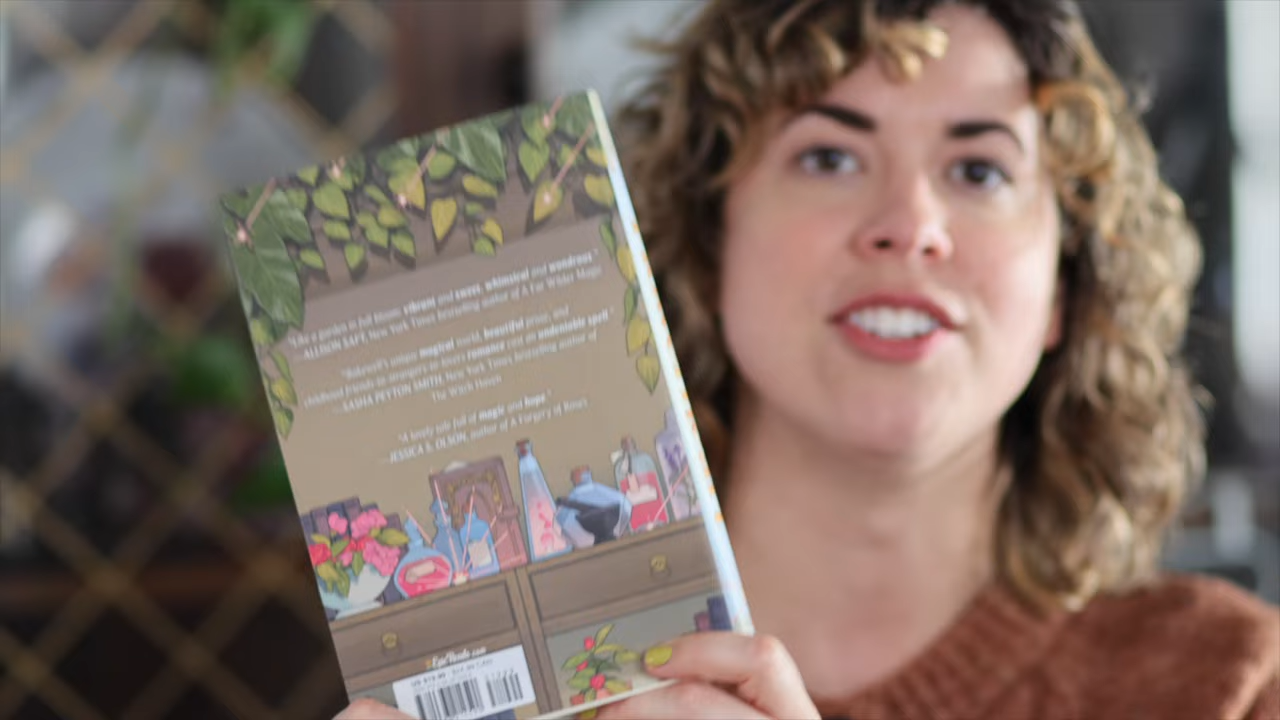 "Like a garden in full bloom: vibrant and sweet, whimsical and wondrous."
—ALLISON SAFT, New York Times bestselling author of A Far Wilder Magic
unique magical world, beautiful prose, and
childhood friends-to-strangers-to-lovers romance cast an undeniable spell."
—SASHA PEYTON SMITH, New York Times bestselling author of
The Witch Haven
"A lovely tale full of magic and hope."
—JESSICA S. OLSON, author of A Forgery of Roses
EpicReads.com